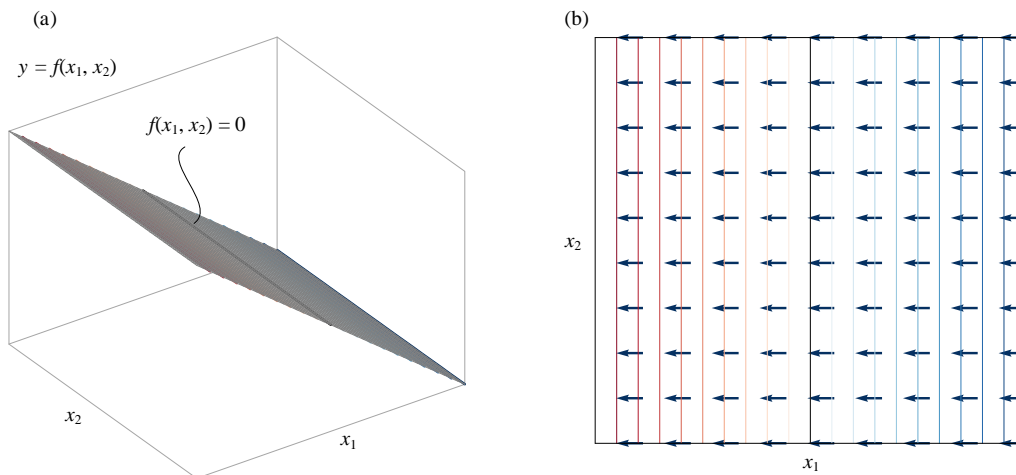 (a)
y = f(x1, x2)
f(x1, x2) = 0
x2
x1
(b)
x2
x1